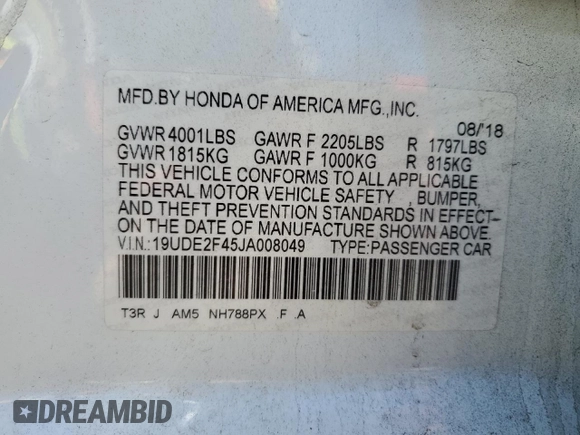 MFD.BY HONDA OF AMERICA MFG.,INC.
08/'18
GVWR 4001LBS GAWR F 2205LBS R 1797LBS
GVWR 1815KG GAWR F 1000KG R 815KG
THIS VEHICLE CONFORMS TO ALL APPLICABLE
FEDERAL MOTOR VEHICLE SAFETY , BUMPER,
AND THEFT PREVENTION STANDARDS IN EFFECT
ON THE DATE OF MANUFACTURE SHOWN ABOVE.
V.I.N.: 19UDE2F45JA008049 TYPE:PASSENGER CAR
T3R J AM5 NH788PX .F .A
DREAMBID